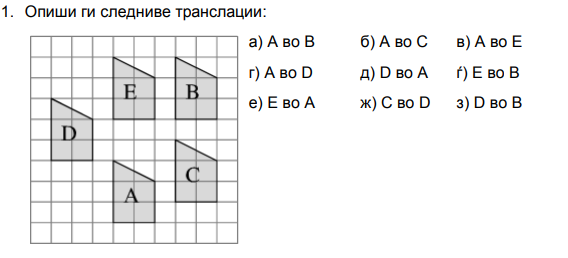 1. Опиши ги следниве транслации:
а) A во B б) A во C в) A во E
г) A во D д) D во A ѓ) E во B
е) E во A ж) C во D з) D во B
E B
D
C
A